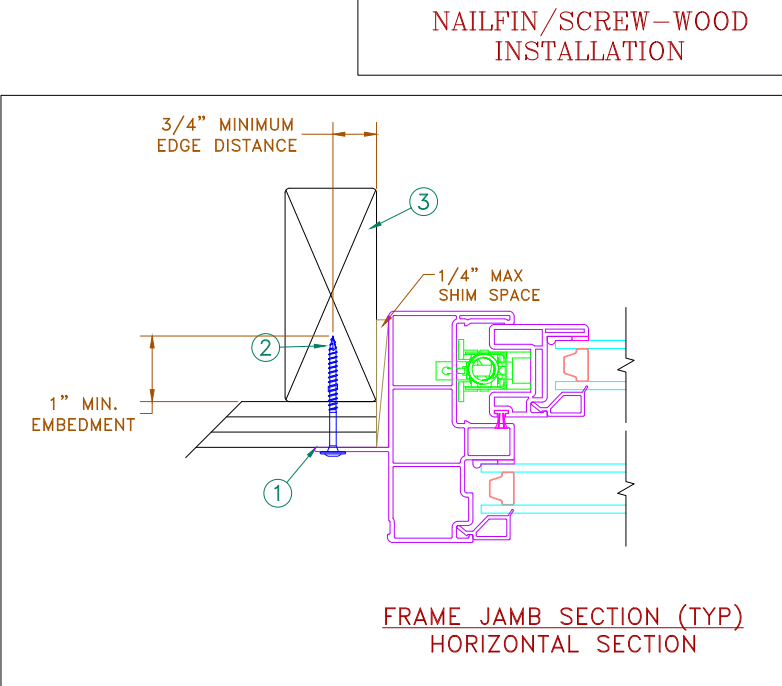 NAILFIN/SCREW-WOOD
INSTALLATION
3/4” MINIMUM
EDGE DISTANCE
3
1/4” MAX
SHIM SPACE
2
1” MIN.
EMBEDMENT
1
FRAME JAMB SECTION (TYP)
HORIZONTAL SECTION